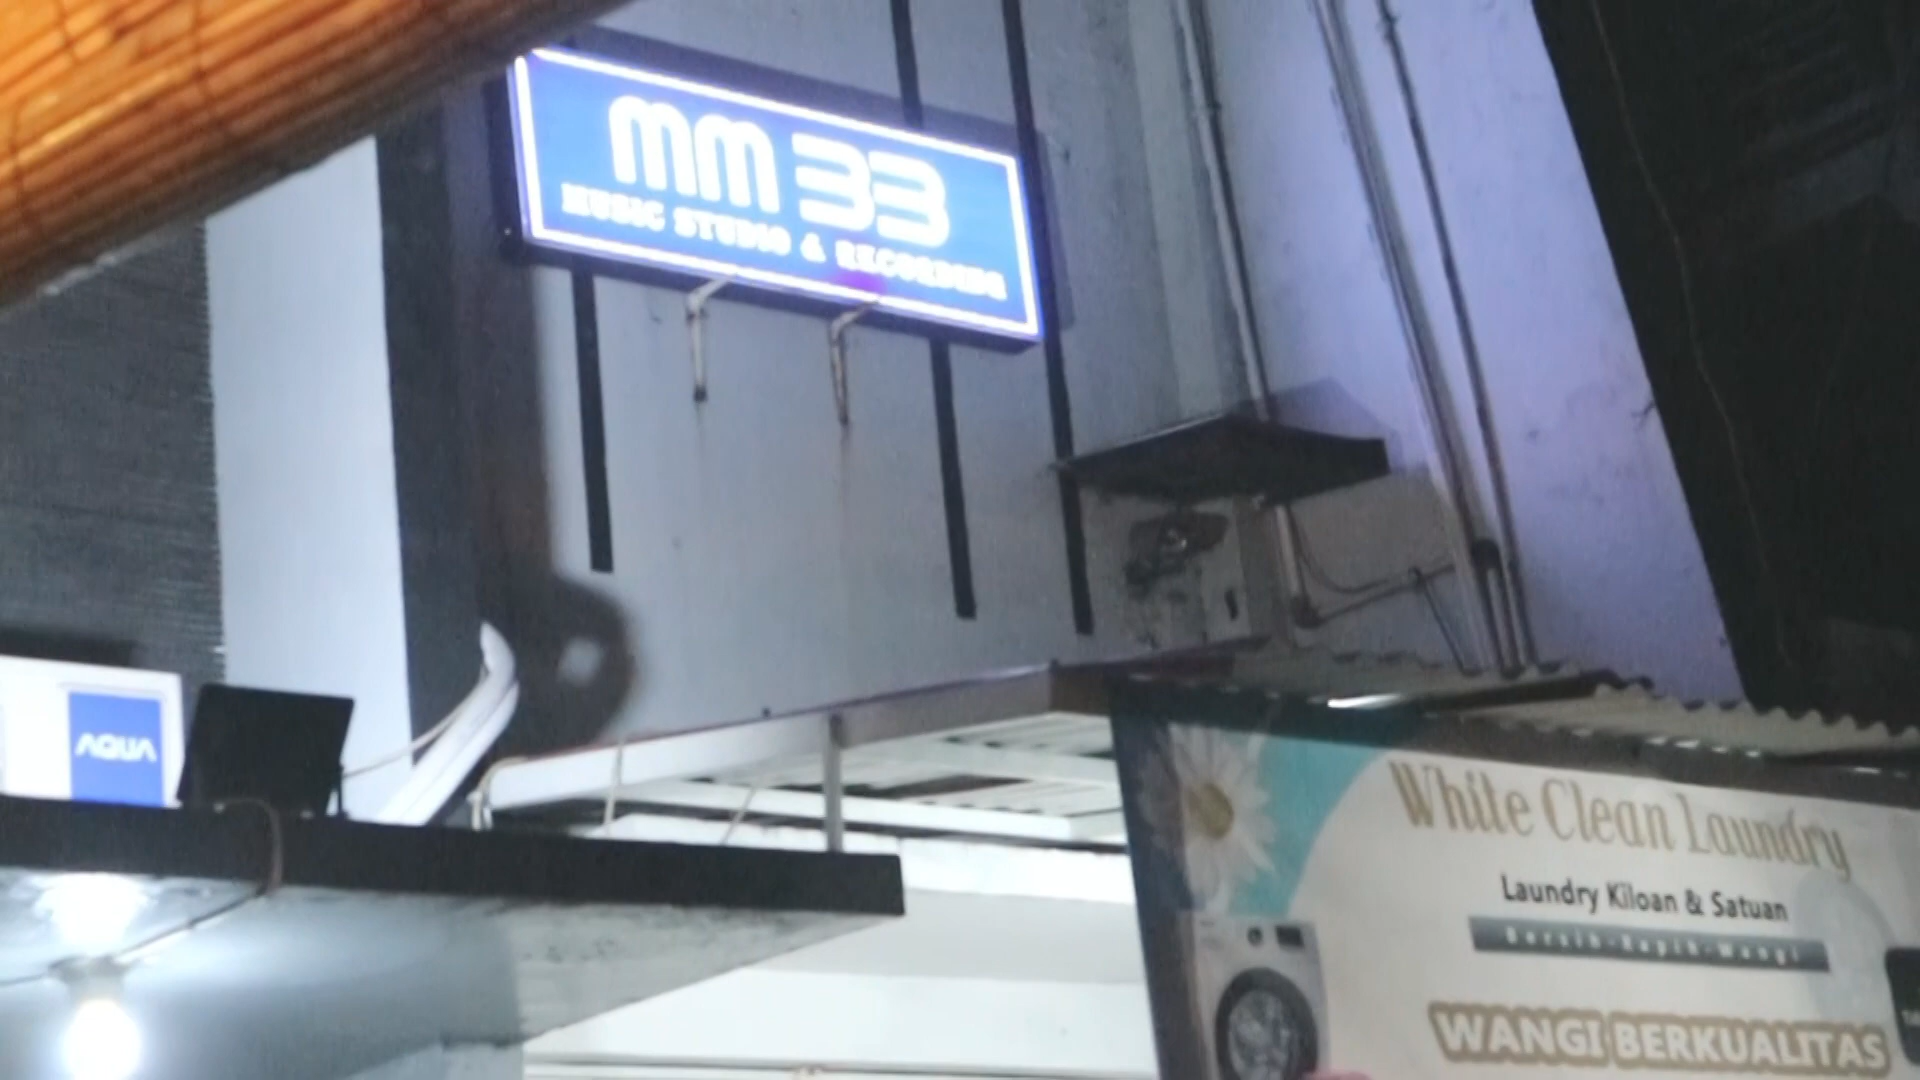 MM 33
MUSIC STUDIO & RECORDING
AQUA
White Clean Laundry
Laundry Kiloan & Satuan
Bersih-Rapih-Wangi
WANGI BERKUALITAS